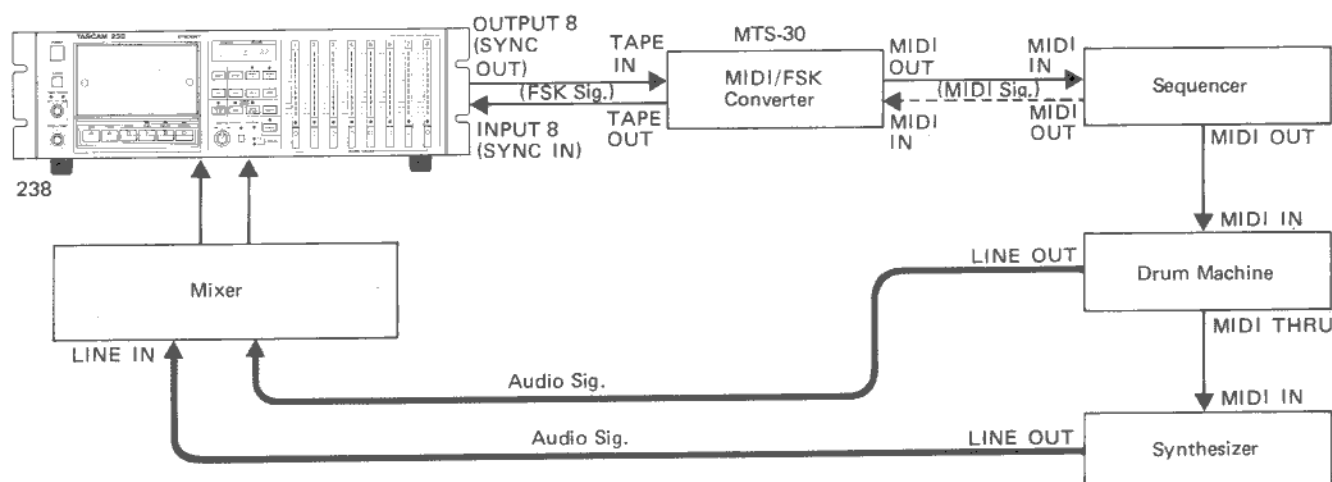 TASCAM 238
OUTPUT 8
(SYNC
OUT)
(FSK Sig.)
INPUT 8
(SYNC IN)
238
TAPE
IN
TAPE
OUT
MTS-30
MIDI/FSK
Converter
MIDI
OUT
MIDI
IN
(MIDI Sig.)
MIDI
IN
MIDI
OUT
Sequencer
MIDI OUT
MIDI IN
Drum Machine
LINE OUT
MIDI THRU
MIDI IN
Synthesizer
LINE OUT
Mixer
LINE IN
Audio Sig.
Audio Sig.